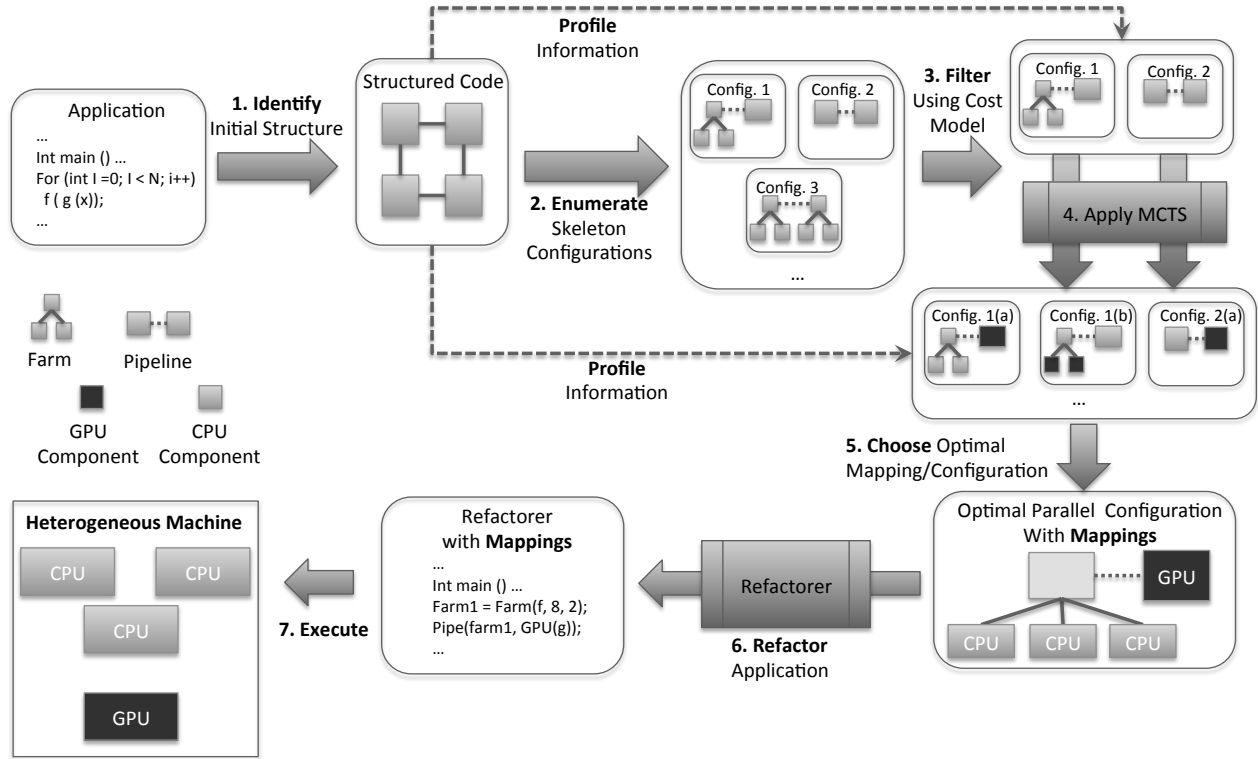 Profile
Information
Application
...
Int main () ...
For (int I =0; I < N; i++)
f ( g (x));
...
1. Identify
Initial Structure
Structured Code
2. Enumerate
Skeleton
Configurations
Config. 1
Config. 2
Config. 3
...
3. Filter
Using Cost
Model
Config. 1
Config. 2
4. Apply MCTS
Config. 1(a)
Config. 1(b)
Config. 2(a)
...
Farm
Pipeline
GPU
Component
CPU
Component
Profile
Information
5. Choose Optimal
Mapping/Configuration
Optimal Parallel Configuration
With Mappings
GPU
CPU
CPU
CPU
Refactorer
6. Refactor
Application
Refactorer
with Mappings
...
Int main () ...
Farm1 = Farm(f, 8, 2);
Pipe(farm1, GPU(g));
...
7. Execute
Heterogeneous Machine
CPU
CPU
CPU
GPU